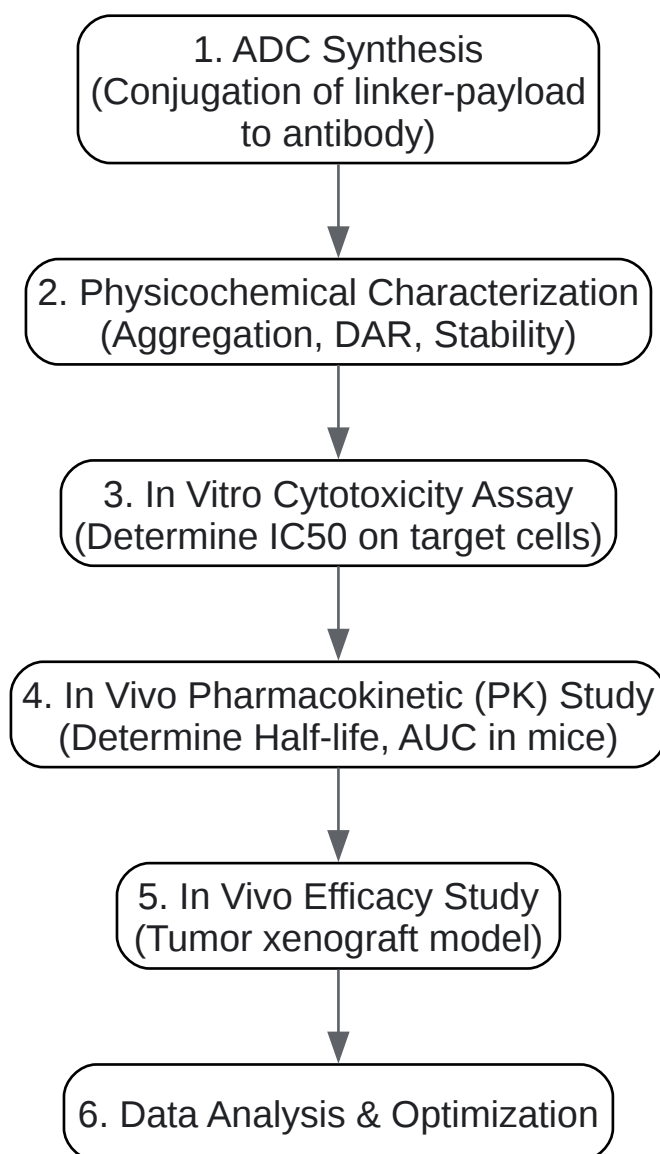 1. ADC Synthesis
(Conjugation of linker-payload
to antibody)
2. Physicochemical Characterization
(Aggregation, DAR, Stability)
3. In Vitro Cytotoxicity Assay
(Determine IC50 on target cells)
4. In Vivo Pharmacokinetic (PK) Study
(Determine Half-life, AUC in mice)
5. In Vivo Efficacy Study
(Tumor xenograft model)
6. Data Analysis & Optimization